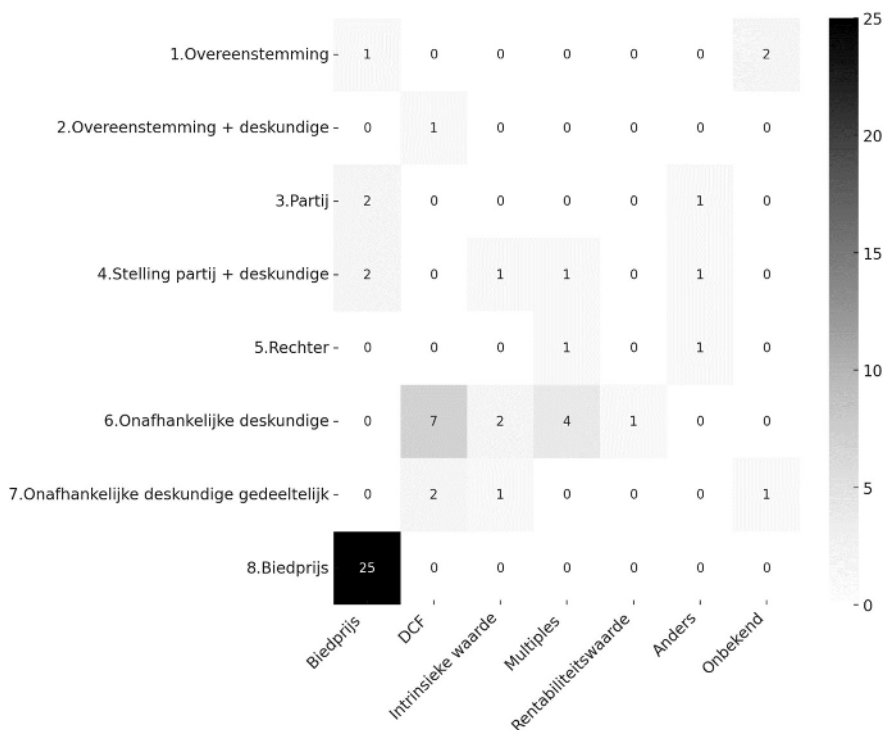 25
1.Overeenstemming 1 0 0 0 0 0 2
2.Overeenstemming + deskundige 0 1 0 0 0 0 0
20
3.Partij 2 0 0 0 0 1 0
15
4.Stelling partij + deskundige 2 0 1 1 0 1 0
5.Rechter 0 0 0 1 0 1 0
10
6.Onafhankelijke deskundige 0 7 2 4 1 0 0
5
7.Onafhankelijke deskundige gedeeltelijk 0 2 1 0 0 0 1
8.Biedprijs 25 0 0 0 0 0 0
0
Biedprijs
DCF
Intrinsieke waarde
Multiples
Rentabiliteitswaarde
Anders
Onbekend